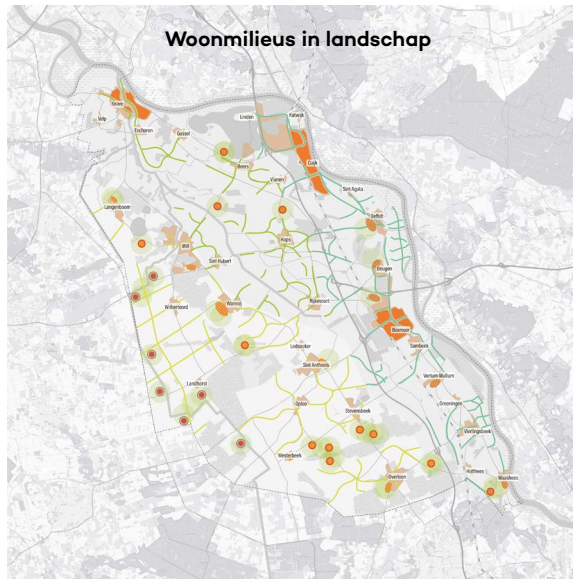 Woonmilieus in landschap
Grave
Velp
Escharen
Gassel
Linden
Katwijk
Beers
Cuijk
Vianen
Sint Agata
Langenboom
Oeffelt
Mill
Haps
Sint Hubert
Beugen
Wilbertoord
Wanroij
Rijkevoort
Boxmeer
Ledeacker
Sambeek
Sint Anthonis
Landhorst
Vortum-Mullum
Oploo
Stevensbeek
Groeningen
Vierlingsbeek
Westerbeek
Holthees
Overloon
Maashees